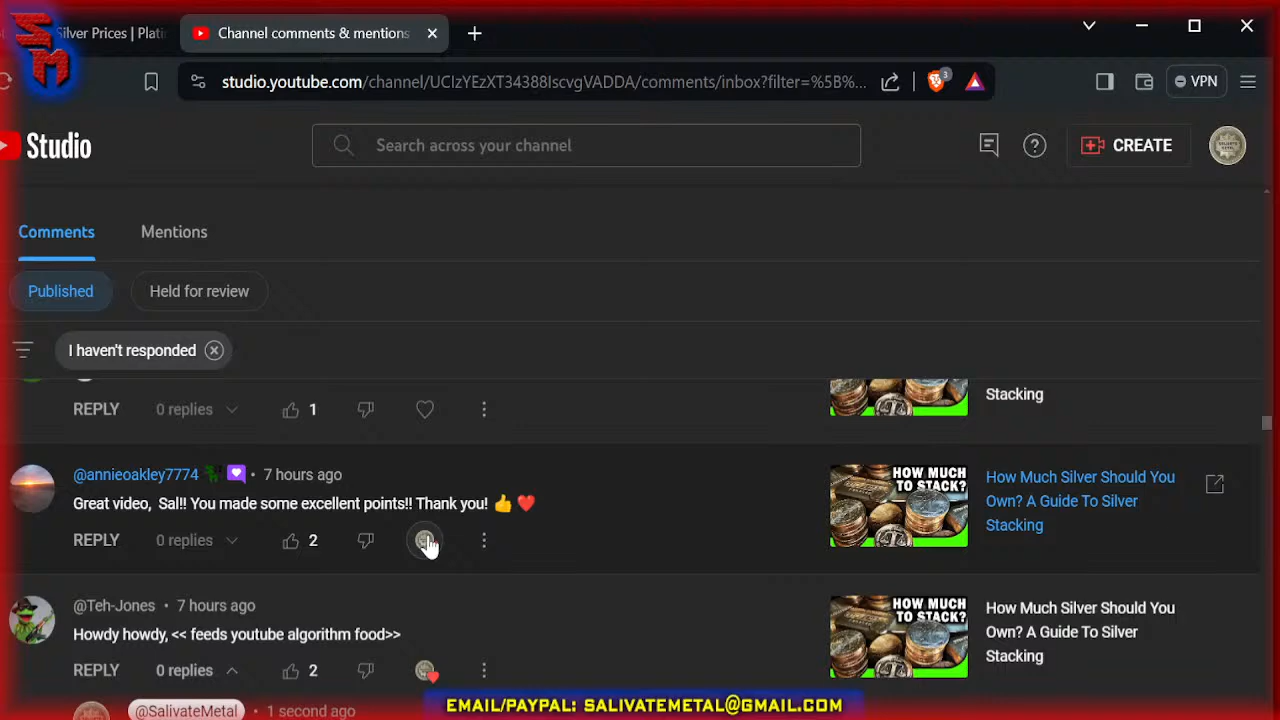 SM
Silver Prices | Plati
Channel comments & mentions
studio.youtube.com/channel/UCIzYEzXT34388IscvgVADDA/comments/inbox?filter=%5B%...
3
VPN
Studio
Search across your channel
CREATE
Comments
Mentions
Published
Held for review
I haven't responded
Stacking
REPLY
0 replies
1
@annieoakley7774 • 7 hours ago
Great video, Sal!! You made some excellent points!! Thank you! 👍 ❤️
REPLY
0 replies
2
HOW MUCH
TO STACK?
How Much Silver Should You
Own? A Guide To Silver
Stacking
@Teh-Jones • 7 hours ago
Howdy howdy, << feeds youtube algorithm food>>
REPLY
0 replies
2
HOW MUCH
TO STACK?
How Much Silver Should You
Own? A Guide To Silver
Stacking
@SalivateMetal • 1 second ago
EMAIL/PAYPAL: SALIVATEMETAL@GMAIL.COM